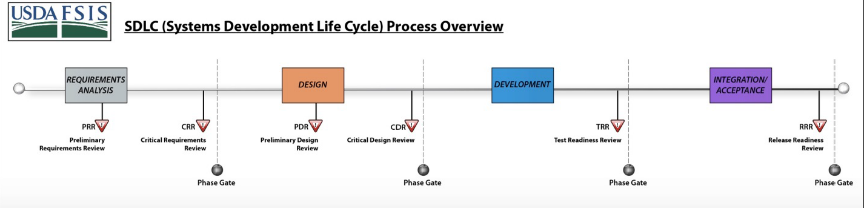 USDA FSIS
SDLC (Systems Development Life Cycle) Process Overview
REQUIREMENTS
ANALYSIS
DESIGN
DEVELOPMENT
INTEGRATION/
ACCEPTANCE
PRR
Preliminary
Requirements Review
CRR
Critical Requirements
Review
PDR
Preliminary Design
Review
CDR
Critical Design Review
TRR
Test Readiness Review
RRR
Release Readiness
Review
Phase Gate
Phase Gate
Phase Gate
Phase Gate